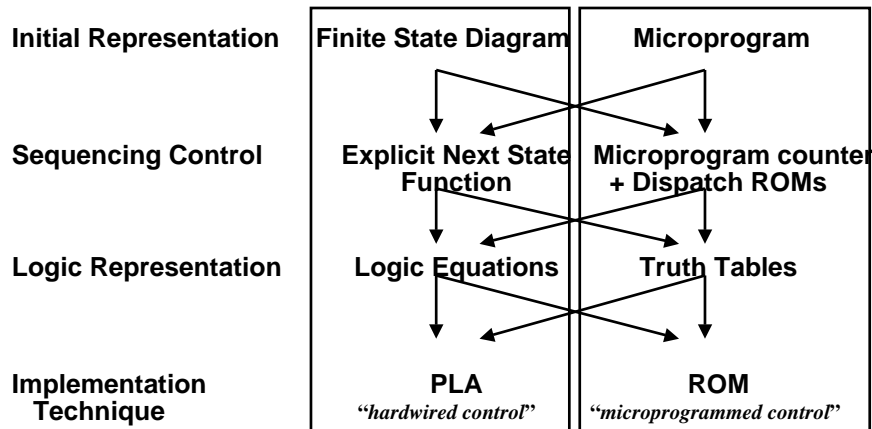 Initial Representation Finite State Diagram Microprogram
Sequencing Control Explicit Next State Microprogram counter
Function + Dispatch ROMs
Logic Representation Logic Equations Truth Tables
Implementation PLA ROM
Technique “hardwired control” “microprogrammed control”